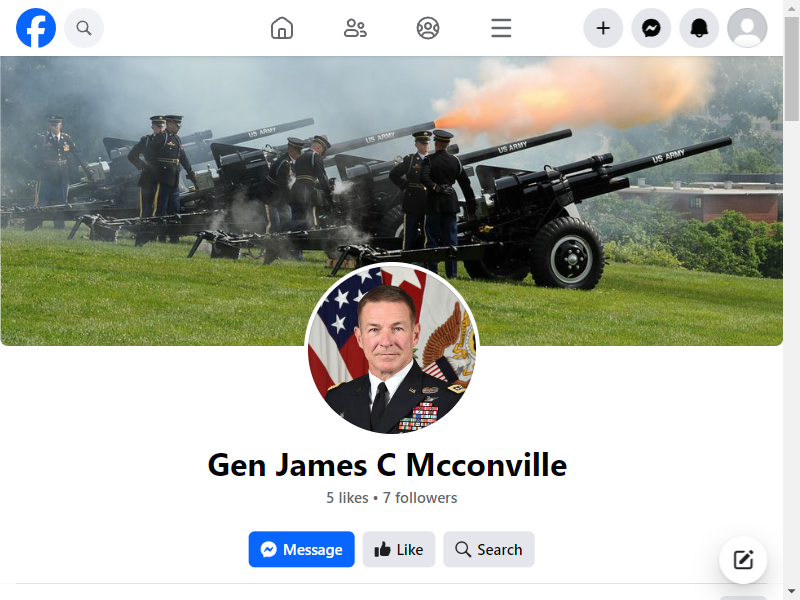 US ARMY
US ARMY
US ARMY
US ARMY
Gen James C Mcconville
5 likes • 7 followers
Message
Like
Search